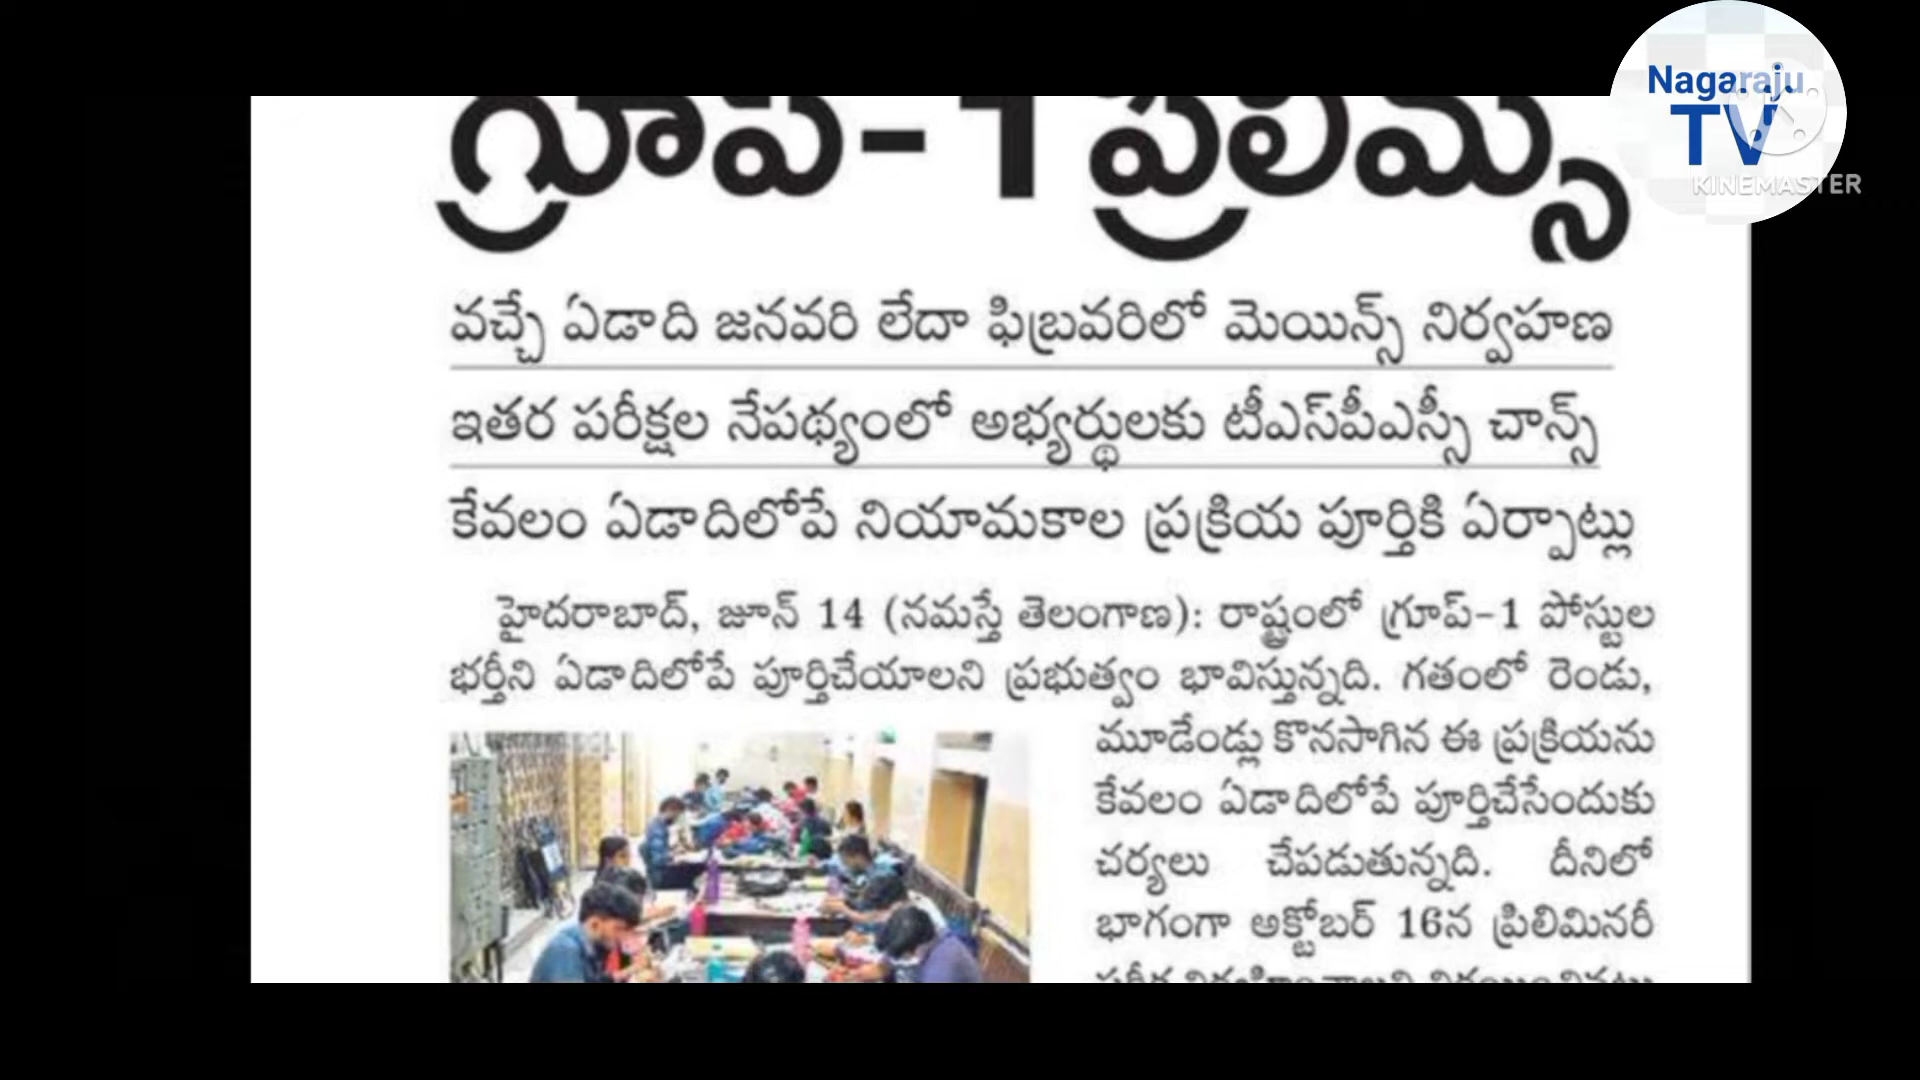 Nagaraju
TV
KINEMASTER
గ్రూప్-1 ప్రిలిమ్స్
వచ్చే ఏడాది జనవరి లేదా ఫిబ్రవరిలో మెయిన్స్ నిర్వహణ
ఇతర పరీక్షల నేపథ్యంలో అభ్యర్థులకు టీఎస్‌పీఎస్సీ చాన్స్
కేవలం ఏడాదిలోపే నియామకాల ప్రక్రియ పూర్తికి ఏర్పాట్లు
హైదరాబాద్, జూన్ 14 (నమస్తే తెలంగాణ): రాష్ట్రంలో గ్రూప్-1 పోస్టుల
భర్తీని ఏడాదిలోపే పూర్తిచేయాలని ప్రభుత్వం భావిస్తున్నది. గతంలో రెండు,
మూడేండ్లు కొనసాగిన ఈ ప్రక్రియను
కేవలం ఏడాదిలోపే పూర్తిచేసేందుకు
చర్యలు చేపడుతున్నది. దీనిలో
భాగంగా అక్టోబర్ 16న ప్రిలిమినరీ